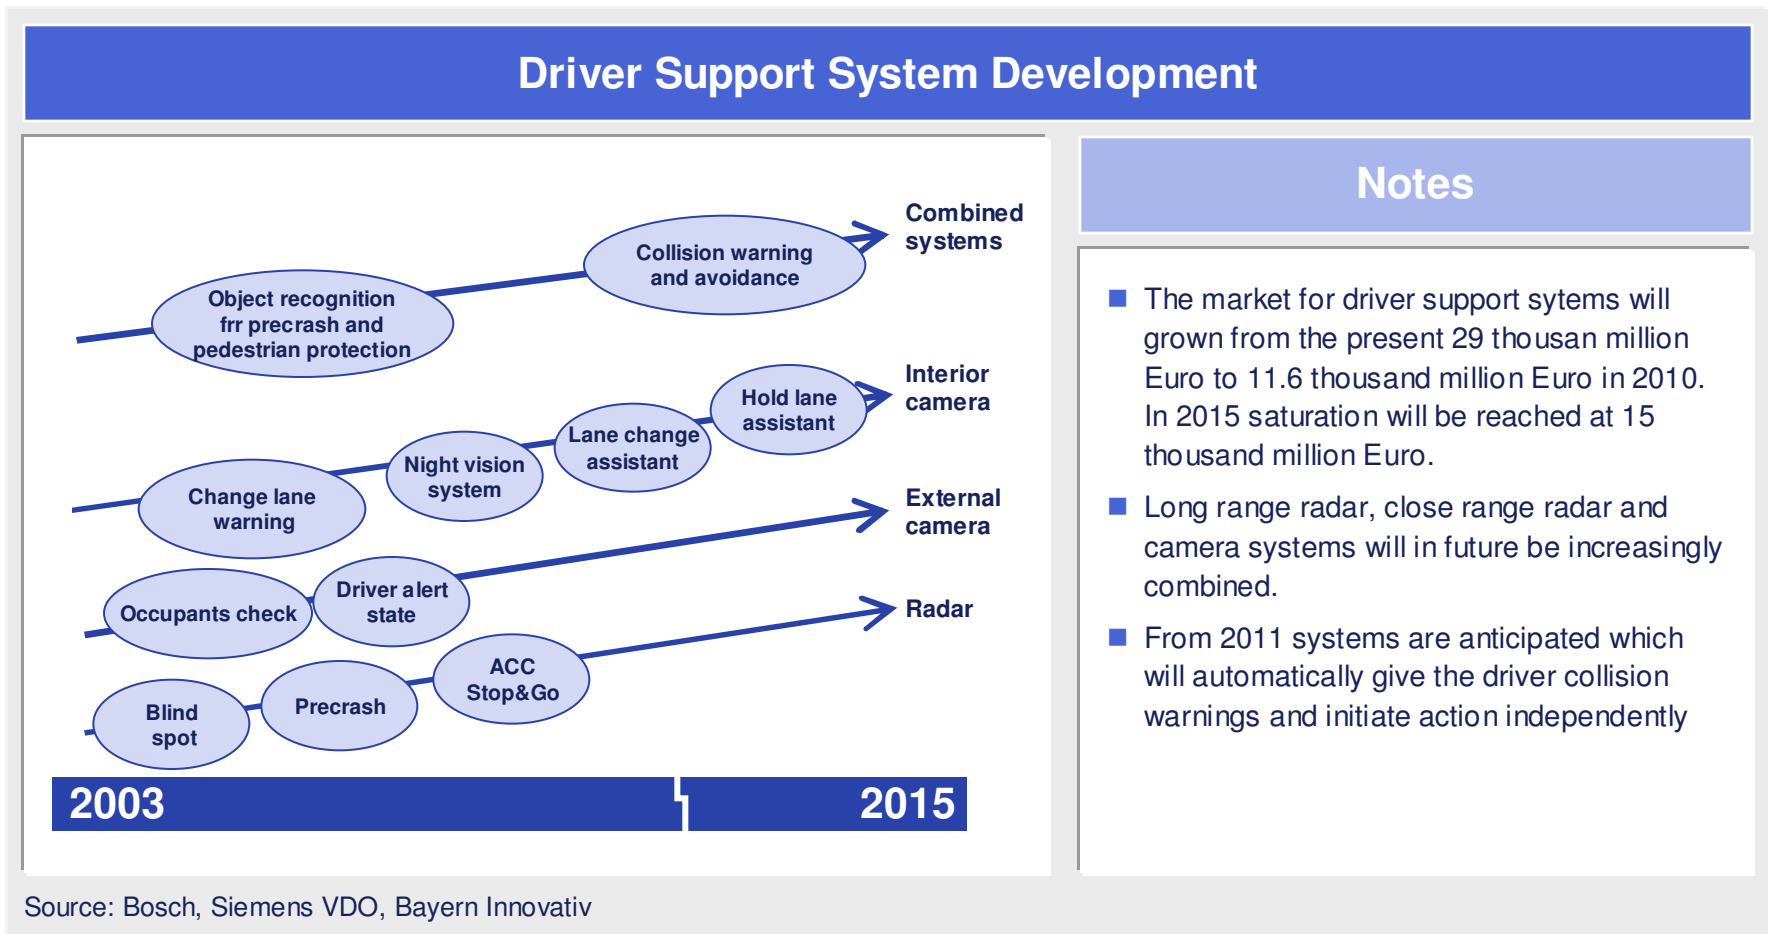 Driver Support System Development
Combined
systems
Collision warning
and avoidance
Object recognition
frr precrash and
pedestrian protection
Interior
camera
Hold lane
assistant
Lane change
assistant
Night vision
system
Change lane
warning
External
camera
Driver alert
state
Occupants check
Radar
ACC
Stop&Go
Precrash
Blind
spot
2003
2015
Notes
The market for driver support sytems will
grown from the present 29 thousan million
Euro to 11.6 thousand million Euro in 2010.
In 2015 saturation will be reached at 15
thousand million Euro.
Long range radar, close range radar and
camera systems will in future be increasingly
combined.
From 2011 systems are anticipated which
will automatically give the driver collision
warnings and initiate action independently
Source: Bosch, Siemens VDO, Bayern Innovativ